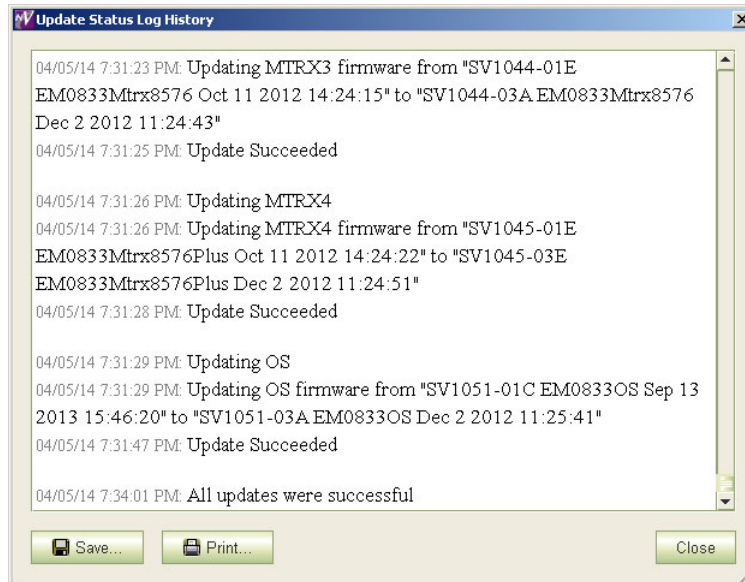 Update Status Log History
04/05/14 7:31:23 PM: Updating MTRX3 firmware from "SV1044-01E
EM0833Mtrx8576 Oct 11 2012 14:24:15" to "SV1044-03A EM0833Mtrx8576
Dec 2 2012 11:24:43"
04/05/14 7:31:25 PM: Update Succeeded
04/05/14 7:31:26 PM: Updating MTRX4
04/05/14 7:31:26 PM: Updating MTRX4 firmware from "SV1045-01E
EM0833Mtrx8576Plus Oct 11 2012 14:24:22" to "SV1045-03E
EM0833Mtrx8576Plus Dec 2 2012 11:24:51"
04/05/14 7:31:28 PM: Update Succeeded
04/05/14 7:31:29 PM: Updating OS
04/05/14 7:31:29 PM: Updating OS firmware from "SV1051-01C EM0833OS Sep 13
2013 15:46:20" to "SV1051-03A EM0833OS Dec 2 2012 11:25:41"
04/05/14 7:31:47 PM: Update Succeeded
04/05/14 7:34:01 PM: All updates were successful
Save... Print... Close